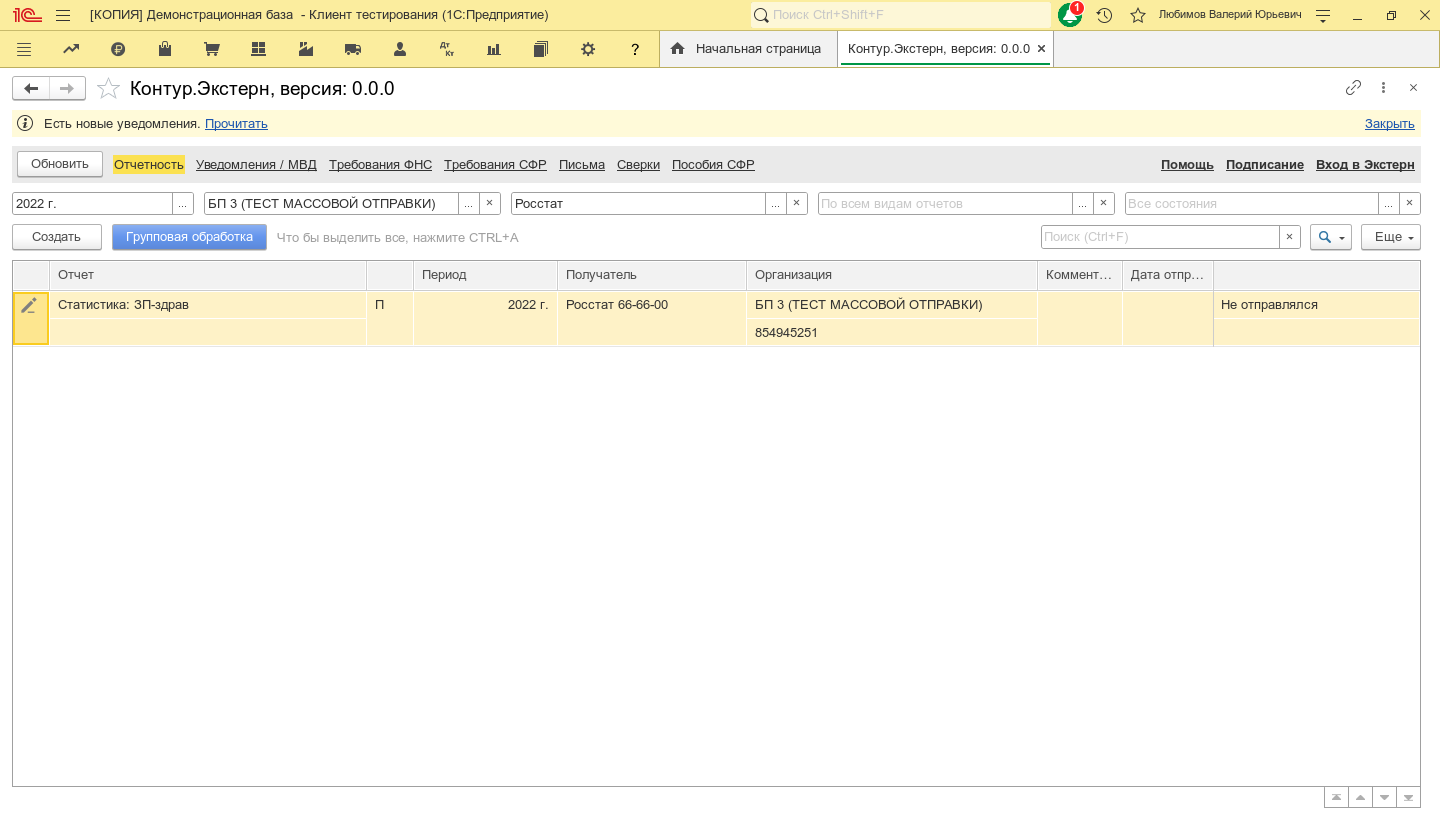 [КОПИЯ] Демонстрационная база - Клиент тестирования (1С:Предприятие) Поиск Ctrl+Shift+F 1 Любимов Валерий Юрьевич
Дт Кт ? Начальная страница Контур.Экстерн, версия: 0.0.0
Контур.Экстерн, версия: 0.0.0
Есть новые уведомления. Прочитать Закрыть
Обновить Отчетность Уведомления / МВД Требования ФНС Требования СФР Письма Сверки Пособия СФР Помощь Подписание Вход в Экстерн
2022 г. ... БП 3 (ТЕСТ МАССОВОЙ ОТПРАВКИ) ... × Росстат ... × По всем видам отчетов ... × Все состояния ... ×
Создать Групповая обработка Что бы выделить все, нажмите CTRL+A Поиск (Ctrl+F) × Еще
Отчет Период Получатель Организация Коммент... Дата отпр...
Статистика: ЗП-здрав П 2022 г. Росстат 66-66-00 БП 3 (ТЕСТ МАССОВОЙ ОТПРАВКИ) Не отправлялся
854945251